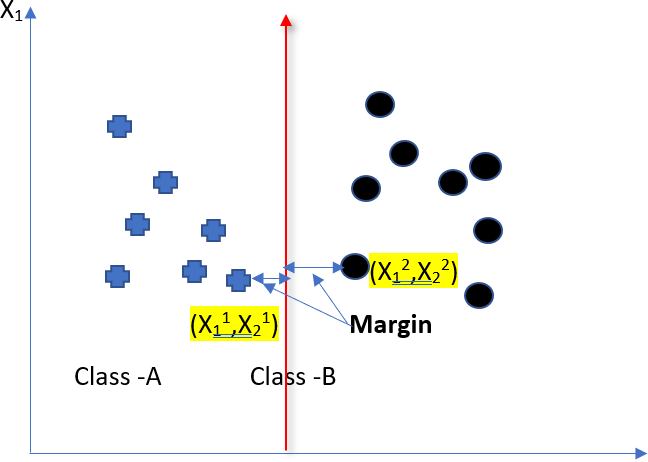 X₁
(X₁²,X₂²)
(X₁¹,X₂¹)
Margin
Class -A
Class -B